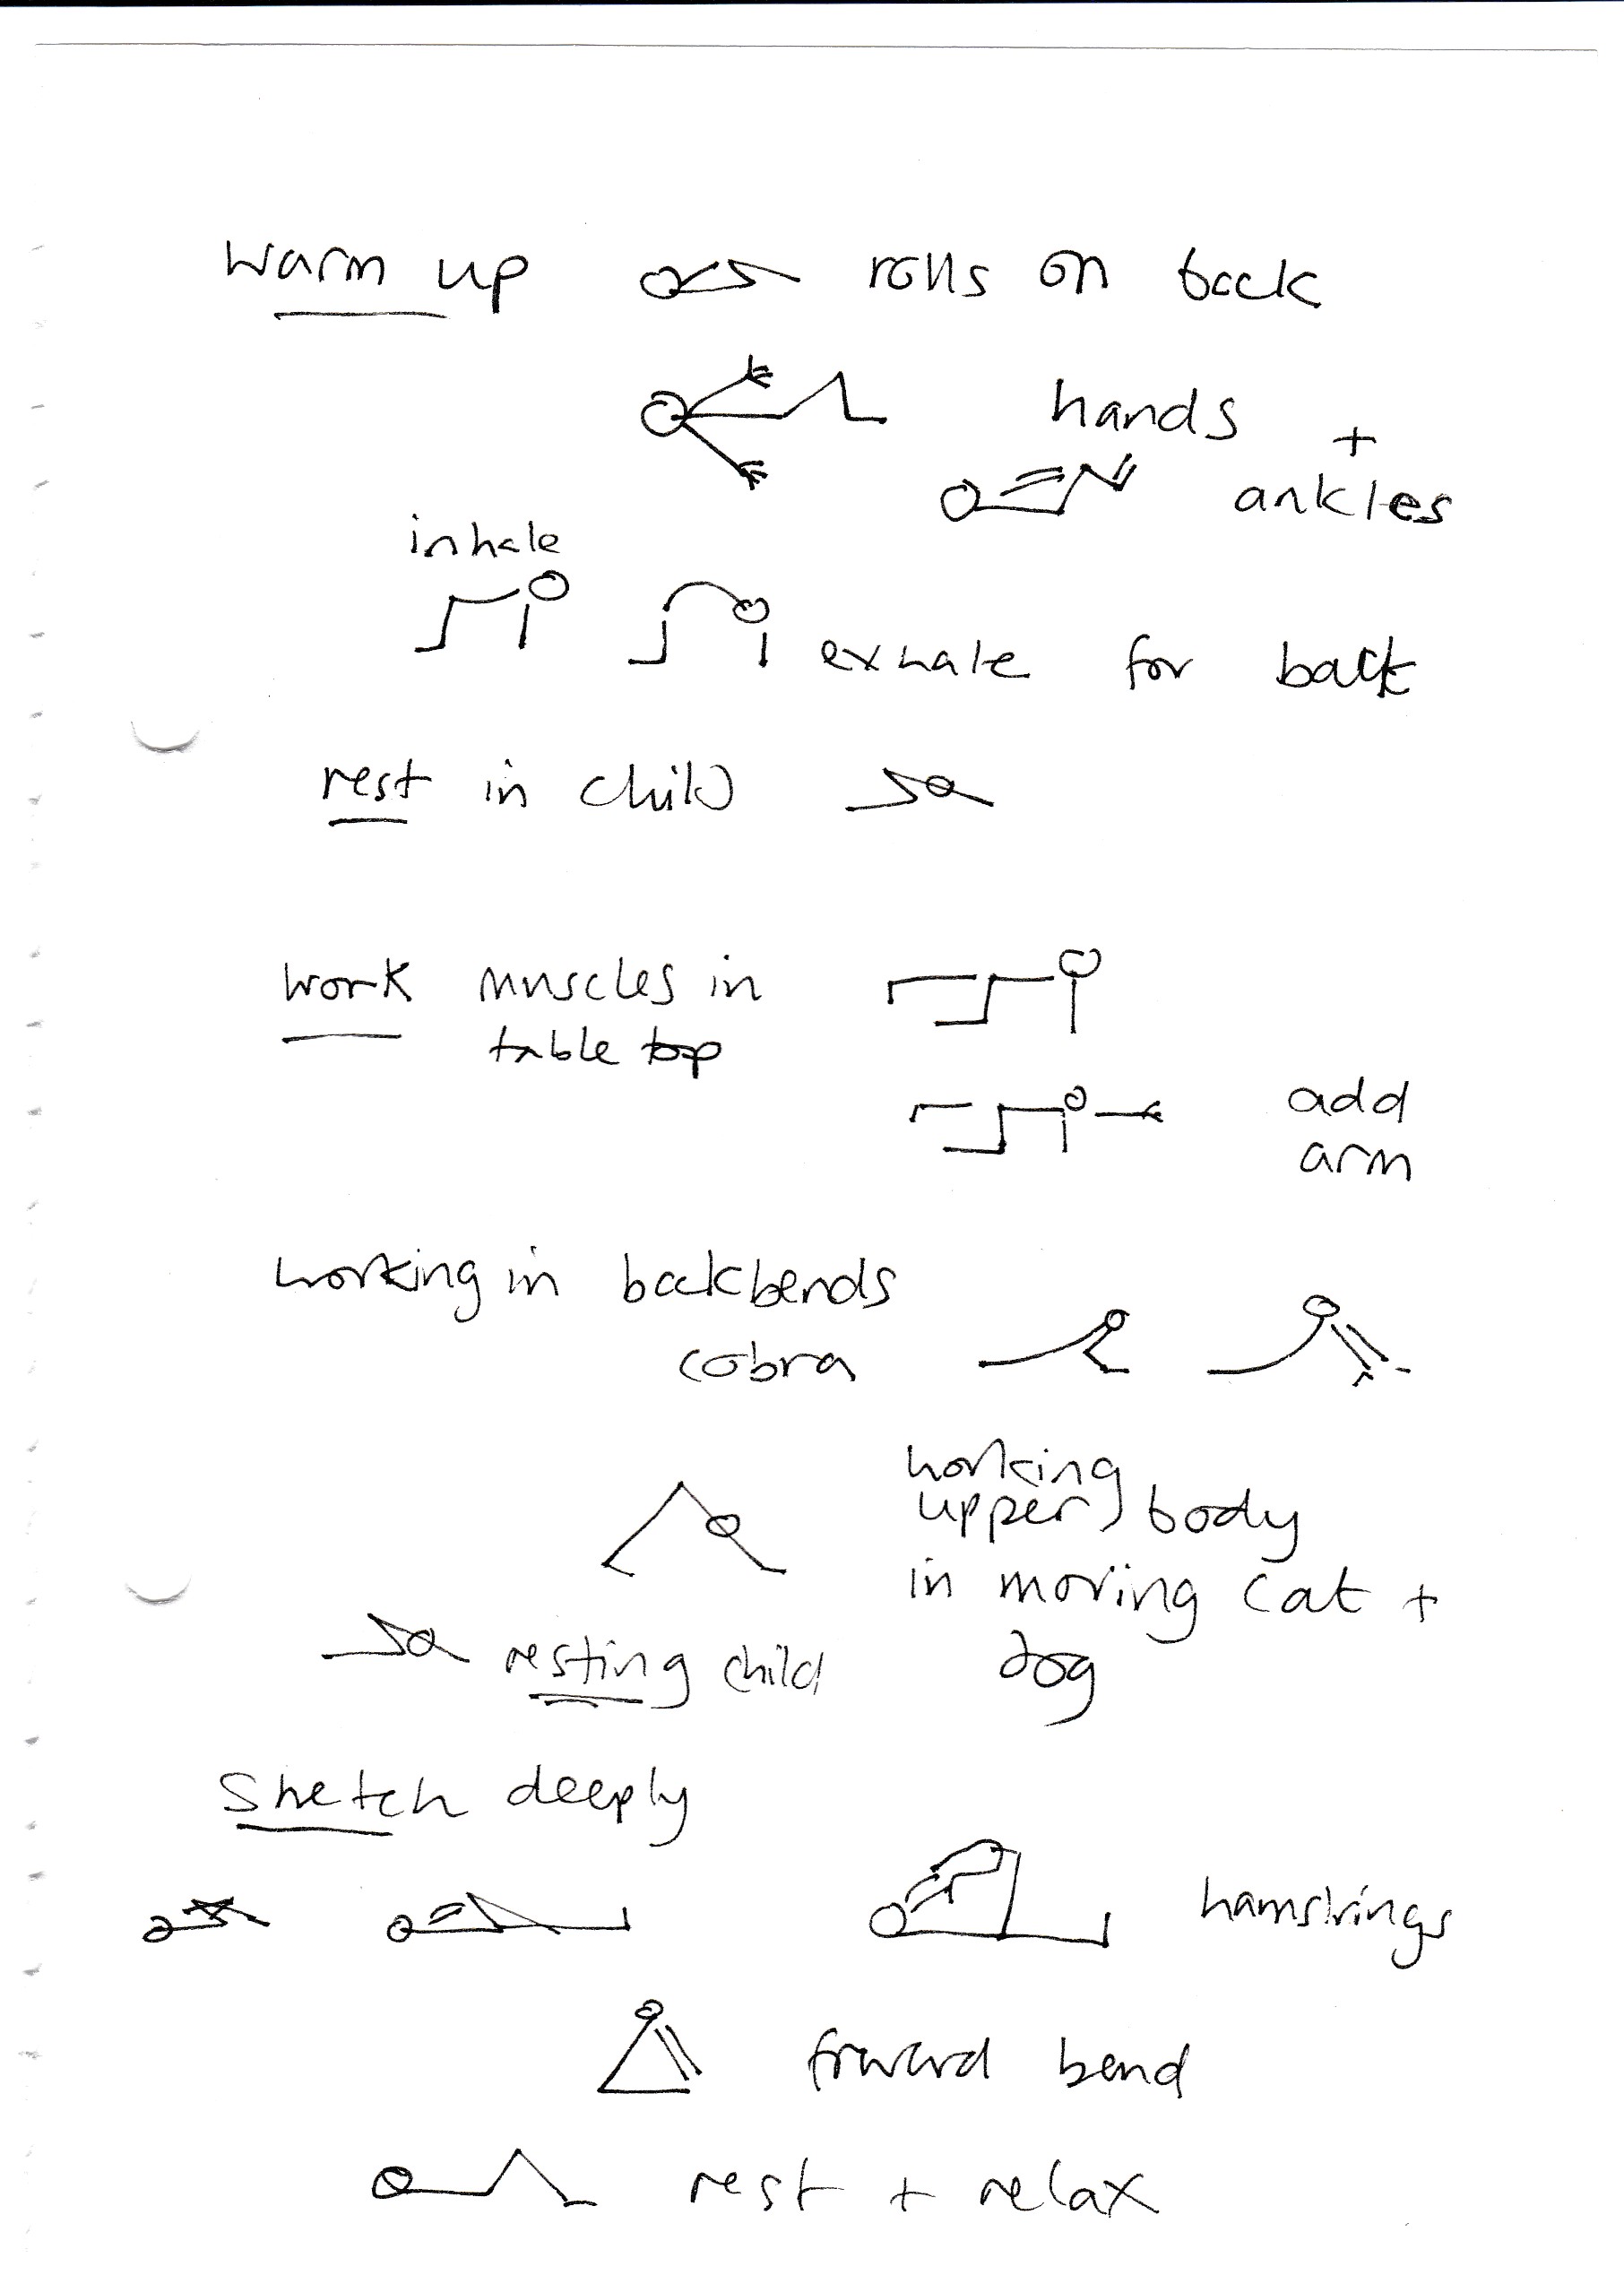 warm up rolls on back
hands +
ankles
inhale
exhale for back
rest in child
work muscles in
table top
add
arm
working in backbends
cobra
working
upper body
in moving cat +
dog
resting child
Stretch deeply
hamstrings
forward bend
rest + relax